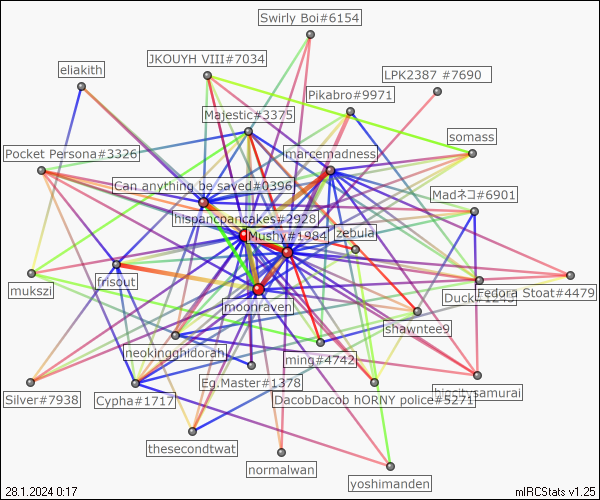 Swirly Boi#6154
JKOUYH VIII#7034
eliakith
LPK2387 #7690
Pikabro#9971
Majestic#3375
somass
Pocket Persona#3326
marcemadness
Can anything be saved#0396
Madネコ#6901
hispancpancakes#2928
Mushy#1984
zebula
frisout
mukszi
moonraven
Fedora Stoat#4479
shawntee9
neokingghidorah
ming#4742
Eg.Master#1378
Silver#7938
Cypha#1717
DacobDacob hORNY police#5271
thesecondtwat
normalwan
yoshimanden
28.1.2024 0:17
mIRCStats v1.25